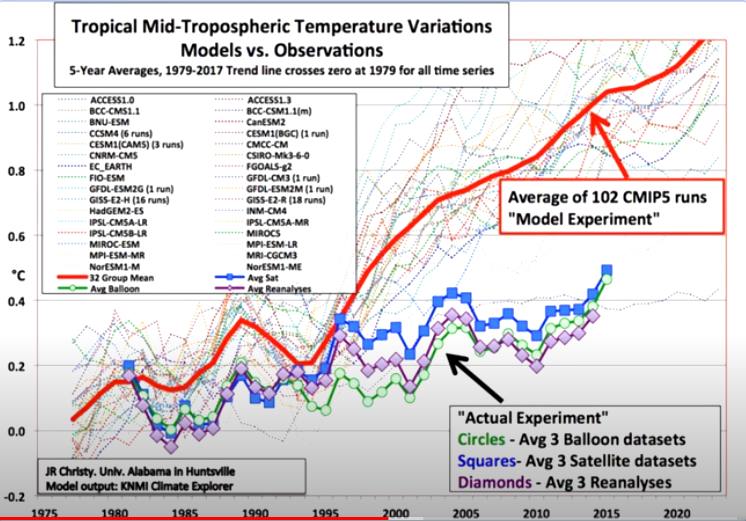 Tropical Mid-Tropospheric Temperature Variations
Models vs. Observations
5-Year Averages, 1979-2017 Trend line crosses zero at 1979 for all time series
1.2
1.0
0.8
0.6
°C
0.4
0.2
0.0
-0.2
ACCESS1.0 ACCESS1.3
BCC-CMS1.1 BCC-CSM1.1(m)
BNU-ESM CanESM2
CCSM4 (6 runs) CESM1(BGC) (1 run)
CESM1(CAM5) (3 runs) CMCC-CM
CNRM-CM5 CSIRO-Mk3-6-0
EC_EARTH FGOALS-g2
FIO-ESM GFDL-CM3 (1 run)
GFDL-ESM2G (1 run) GFDL-ESM2M (1 run)
GISS-E2-H (16 runs) GISS-E2-R (18 runs)
HadGEM2-ES INM-CM4
IPSL-CM5A-LR IPSL-CM5A-MR
IPSL-CM5B-LR MIROC5
MIROC-ESM MPI-ESM-LR
MPI-ESM-MR MRI-CGCM3
NorESM1-M NorESM1-ME
32 Group Mean Avg Sat
Avg Balloon Avg Reanalyses
Average of 102 CMIP5 runs
"Model Experiment"
"Actual Experiment"
Circles - Avg 3 Balloon datasets
Squares- Avg 3 Satellite datasets
Diamonds - Avg 3 Reanalyses
JR Christy. Univ. Alabama in Huntsville
Model output: KNMI Climate Explorer
1975 1980 1985 1990 1995 2000 2005 2010 2015 2020